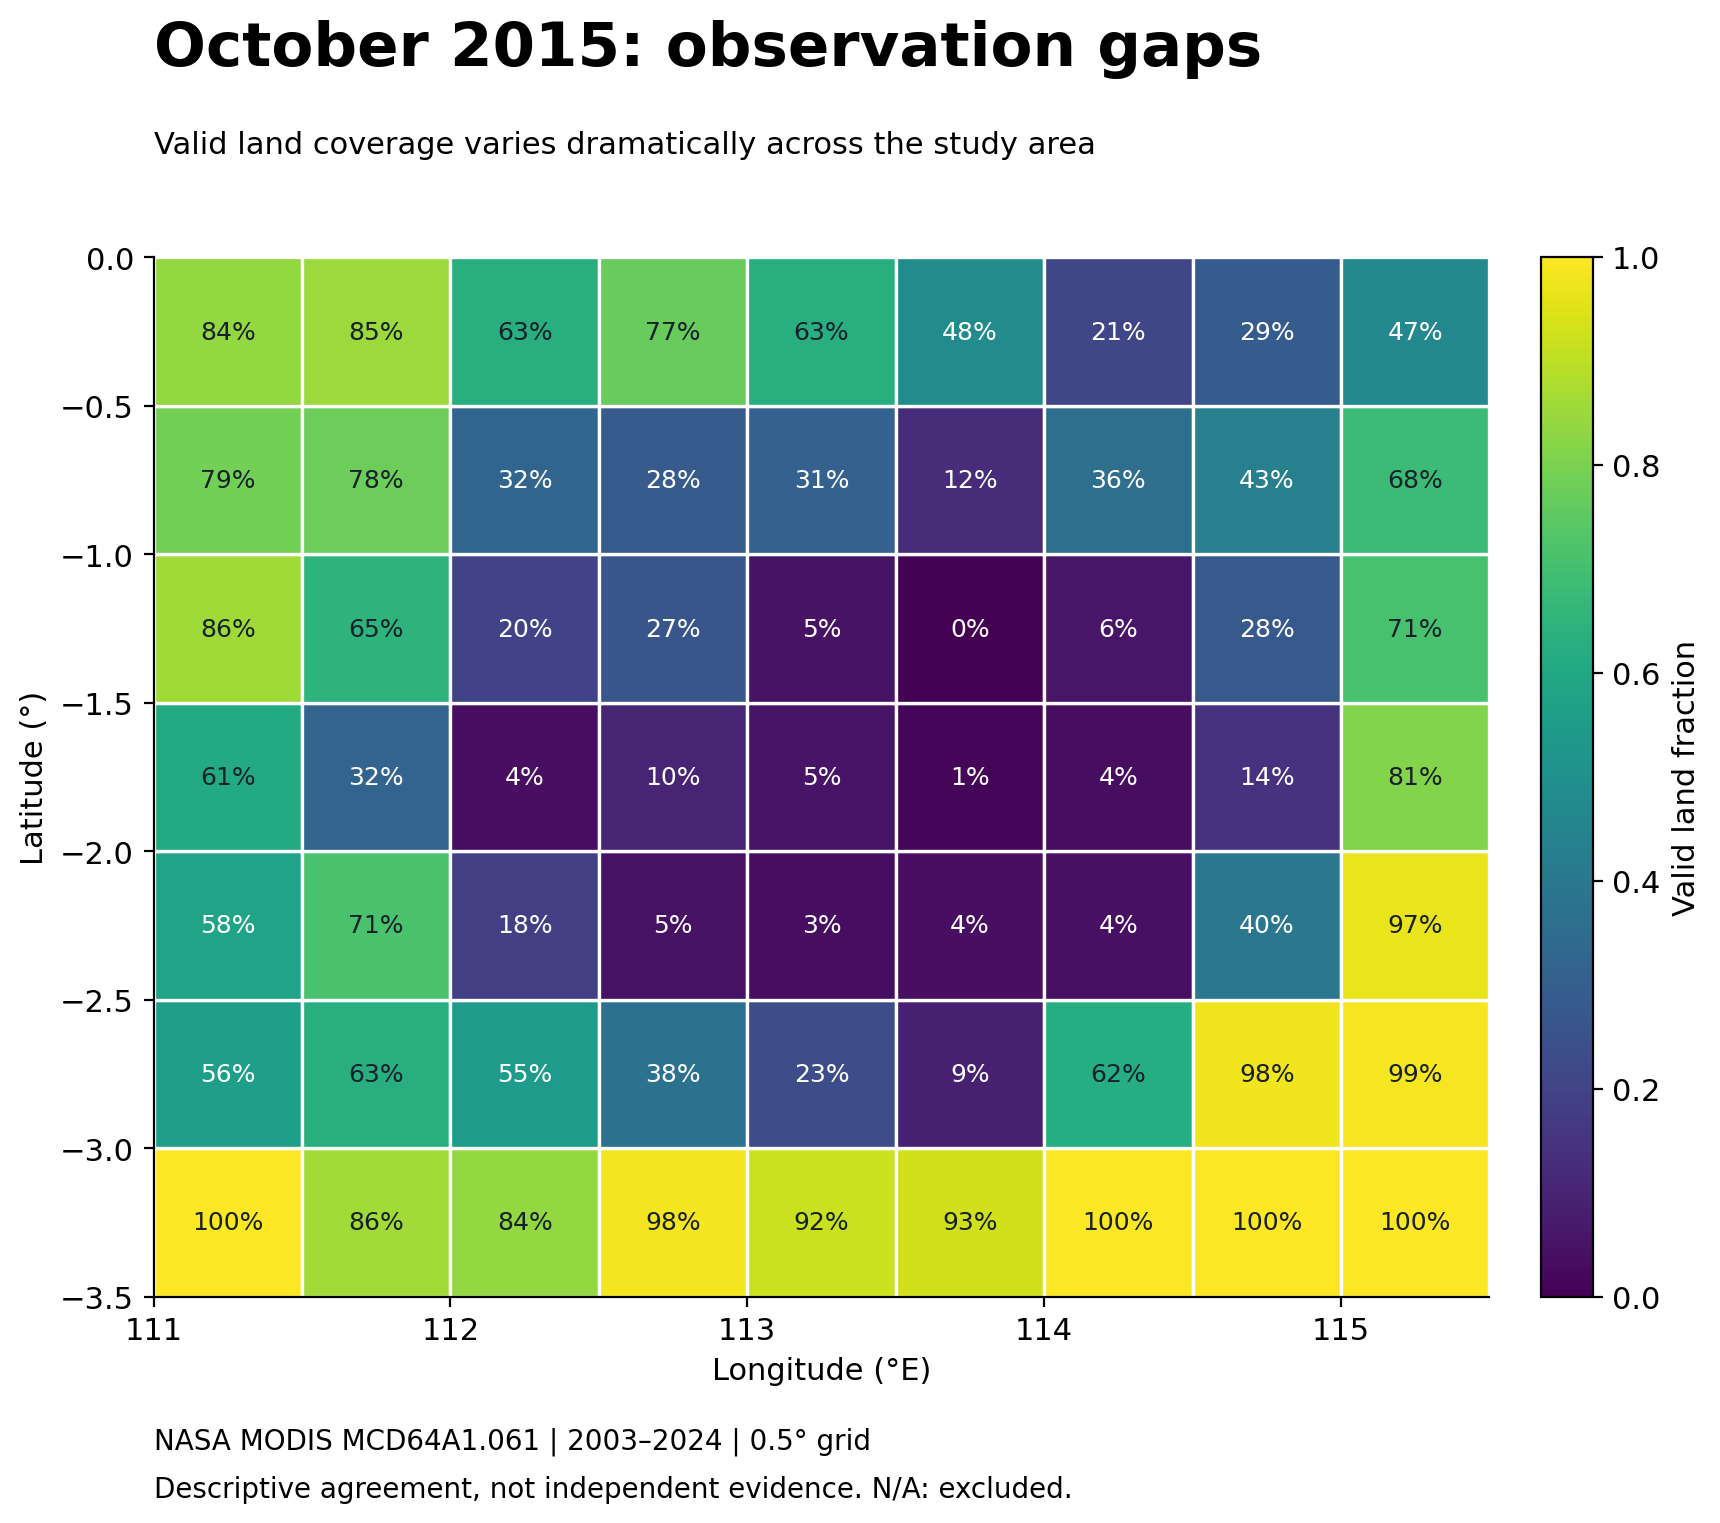 October 2015: observation gaps
Valid land coverage varies dramatically across the study area
0.0
84% 85% 63% 77% 63% 48% 21% 29% 47%
−0.5
79% 78% 32% 28% 31% 12% 36% 43% 68%
−1.0
86% 65% 20% 27% 5% 0% 6% 28% 71%
−1.5
61% 32% 4% 10% 5% 1% 4% 14% 81%
−2.0
58% 71% 18% 5% 3% 4% 4% 40% 97%
−2.5
56% 63% 55% 38% 23% 9% 62% 98% 99%
−3.0
100% 86% 84% 98% 92% 93% 100% 100% 100%
−3.5
Latitude (°)
111 112 113 114 115
Longitude (°E)
1.0
0.8
0.6
0.4
0.2
0.0
Valid land fraction
NASA MODIS MCD64A1.061 | 2003–2024 | 0.5° grid
Descriptive agreement, not independent evidence. N/A: excluded.